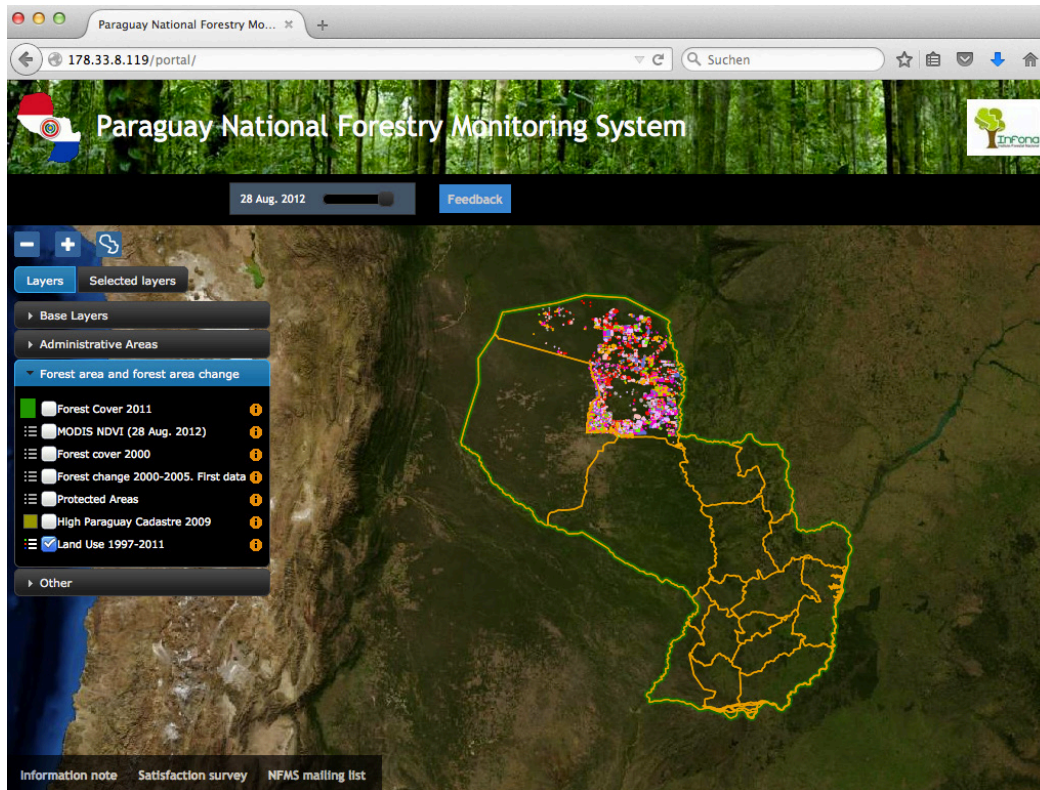 Paraguay National Forestry Mo...
178.33.8.119/portal/
Suchen
Paraguay National Forestry Monitoring System
InFona
28 Aug. 2012
Feedback
Layers
Selected layers
Base Layers
Administrative Areas
Forest area and forest area change
Forest Cover 2011
MODIS NDVI (28 Aug. 2012)
Forest cover 2000
Forest change 2000-2005. First data
Protected Areas
High Paraguay Cadastre 2009
Land Use 1997-2011
Other
Information note
Satisfaction survey
NFMS mailing list